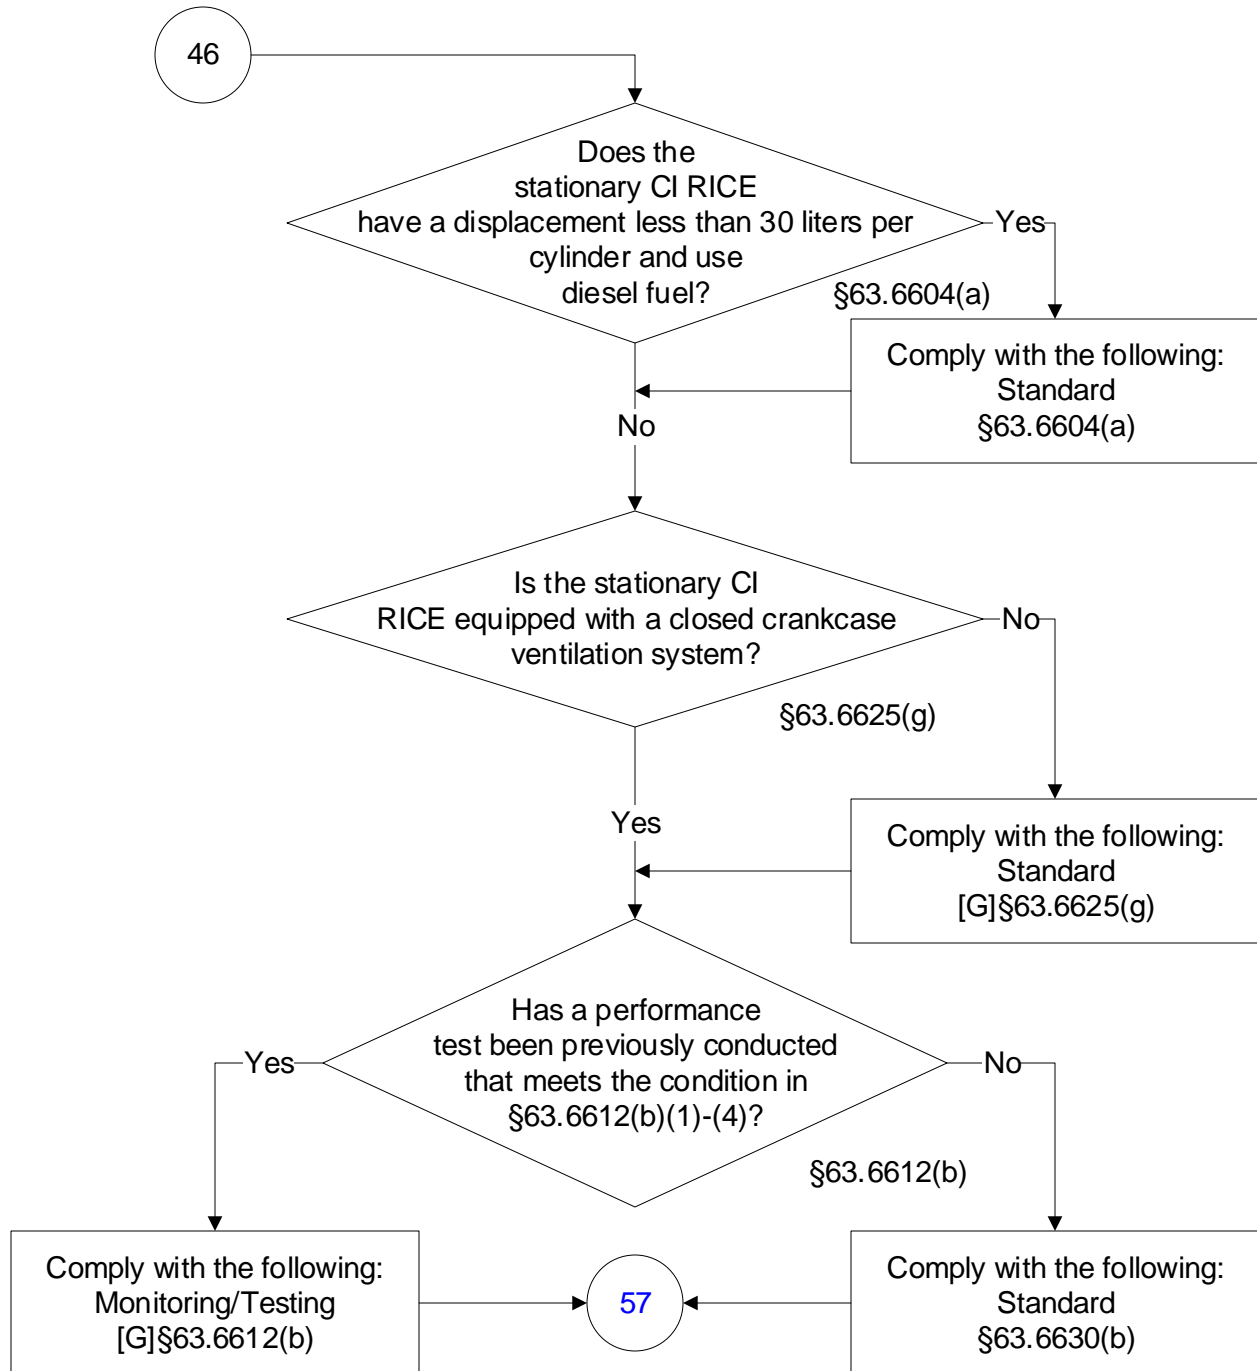 46
Does the
stationary CI RICE
have a displacement less than 30 liters per
cylinder and use
diesel fuel?
Yes
§63.6604(a)
Comply with the following:
Standard
§63.6604(a)
No
Is the stationary CI
RICE equipped with a closed crankcase
ventilation system?
No
§63.6625(g)
Yes
Comply with the following:
Standard
[G]§63.6625(g)
Has a performance
test been previously conducted
that meets the condition in
§63.6612(b)(1)-(4)?
Yes
No
§63.6612(b)
Comply with the following:
Monitoring/Testing
[G]§63.6612(b)
57
Comply with the following:
Standard
§63.6630(b)